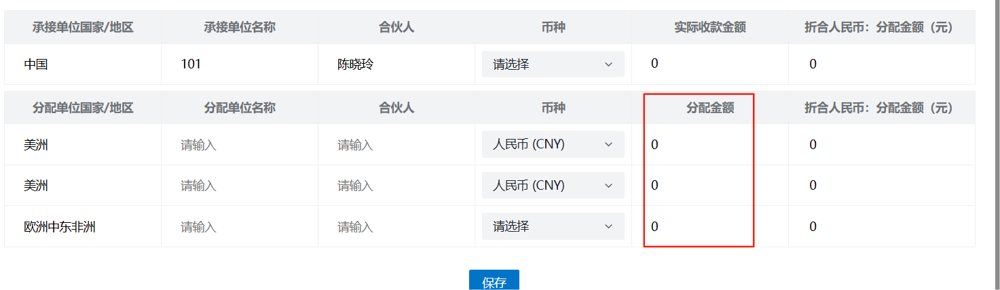 承接单位国家/地区 承接单位名称 合伙人 币种 实际收款金额 折合人民币：分配金额（元）
中国 101 陈晓玲 请选择 0 0
分配单位国家/地区 分配单位名称 合伙人 币种 分配金额 折合人民币：分配金额（元）
美洲 请输入 请输入 人民币 (CNY) 0 0
美洲 请输入 请输入 人民币 (CNY) 0 0
欧洲中东非洲 请输入 请输入 请选择 0 0
保存